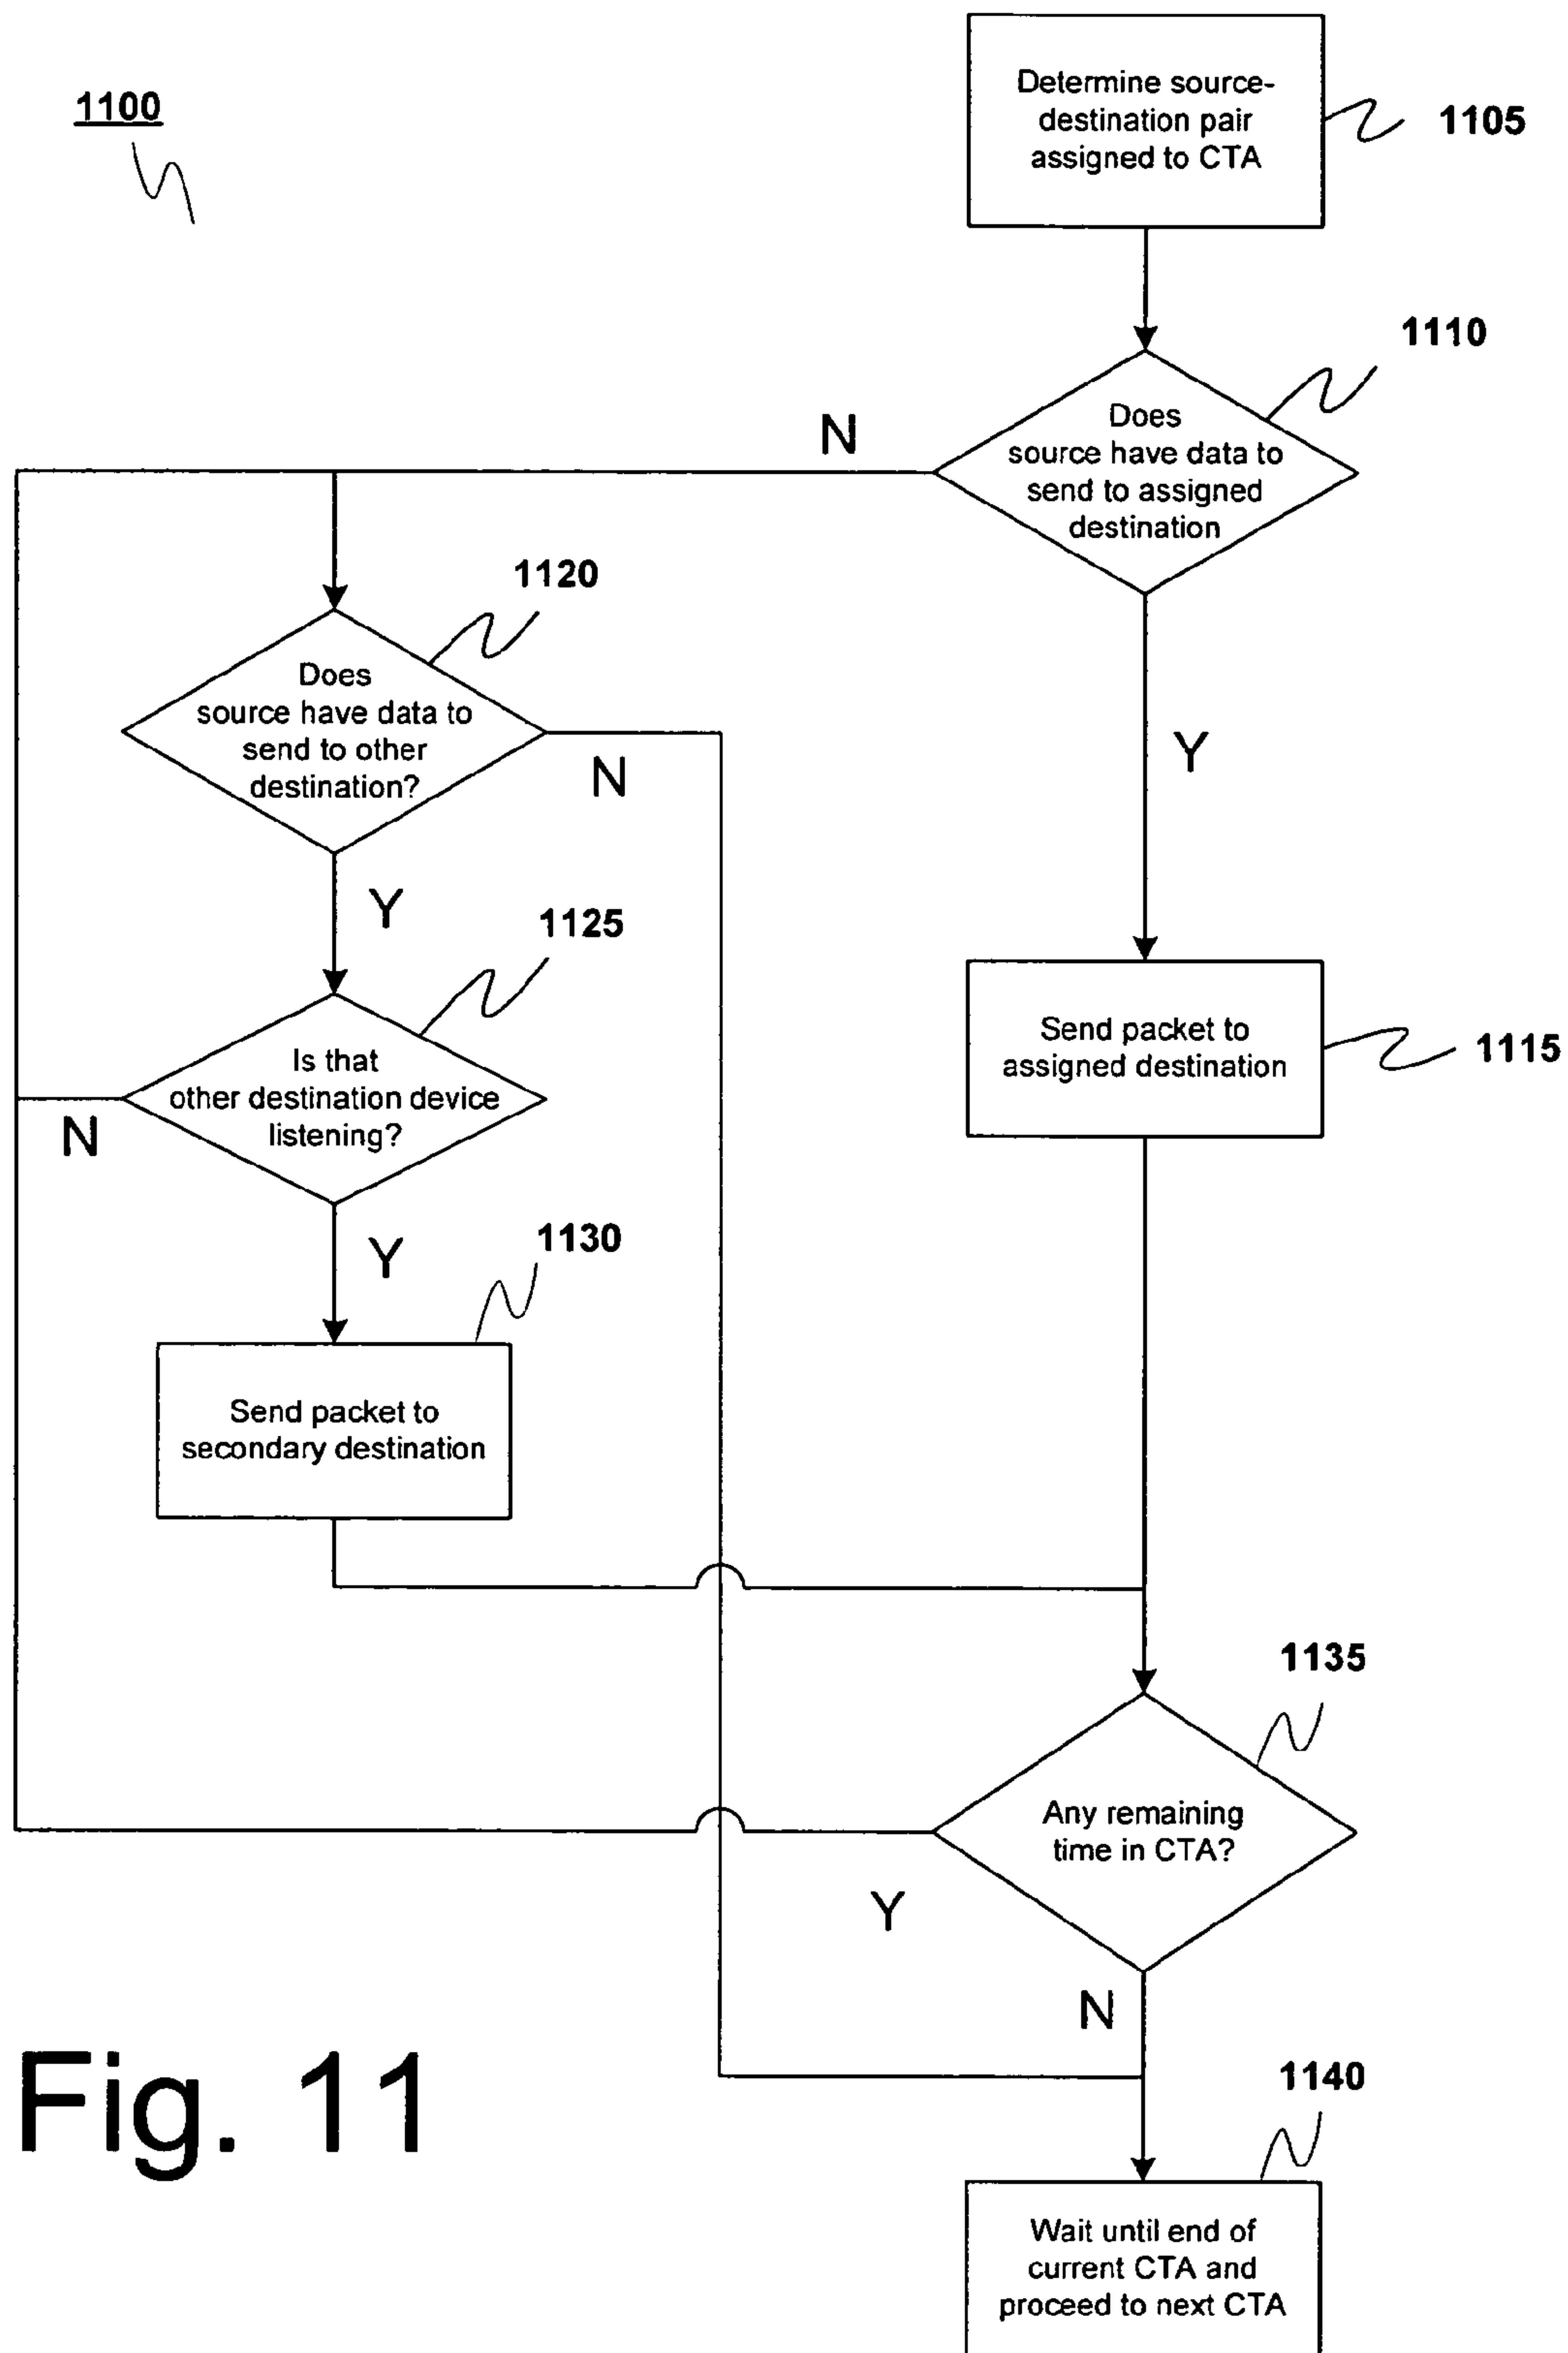 1100
Determine source-
destination pair
assigned to CTA
1105
1110
Does
source have data to
send to assigned
destination
N
Y
1120
Does
source have data to
send to other
destination?
N
Y
1125
Is that
other destination device
listening?
N
Y
Send packet to
assigned destination
1115
1130
Send packet to
secondary destination
1135
Any remaining
time in CTA?
Y
N
1140
Wait until end of
current CTA and
proceed to next CTA
Fig. 11